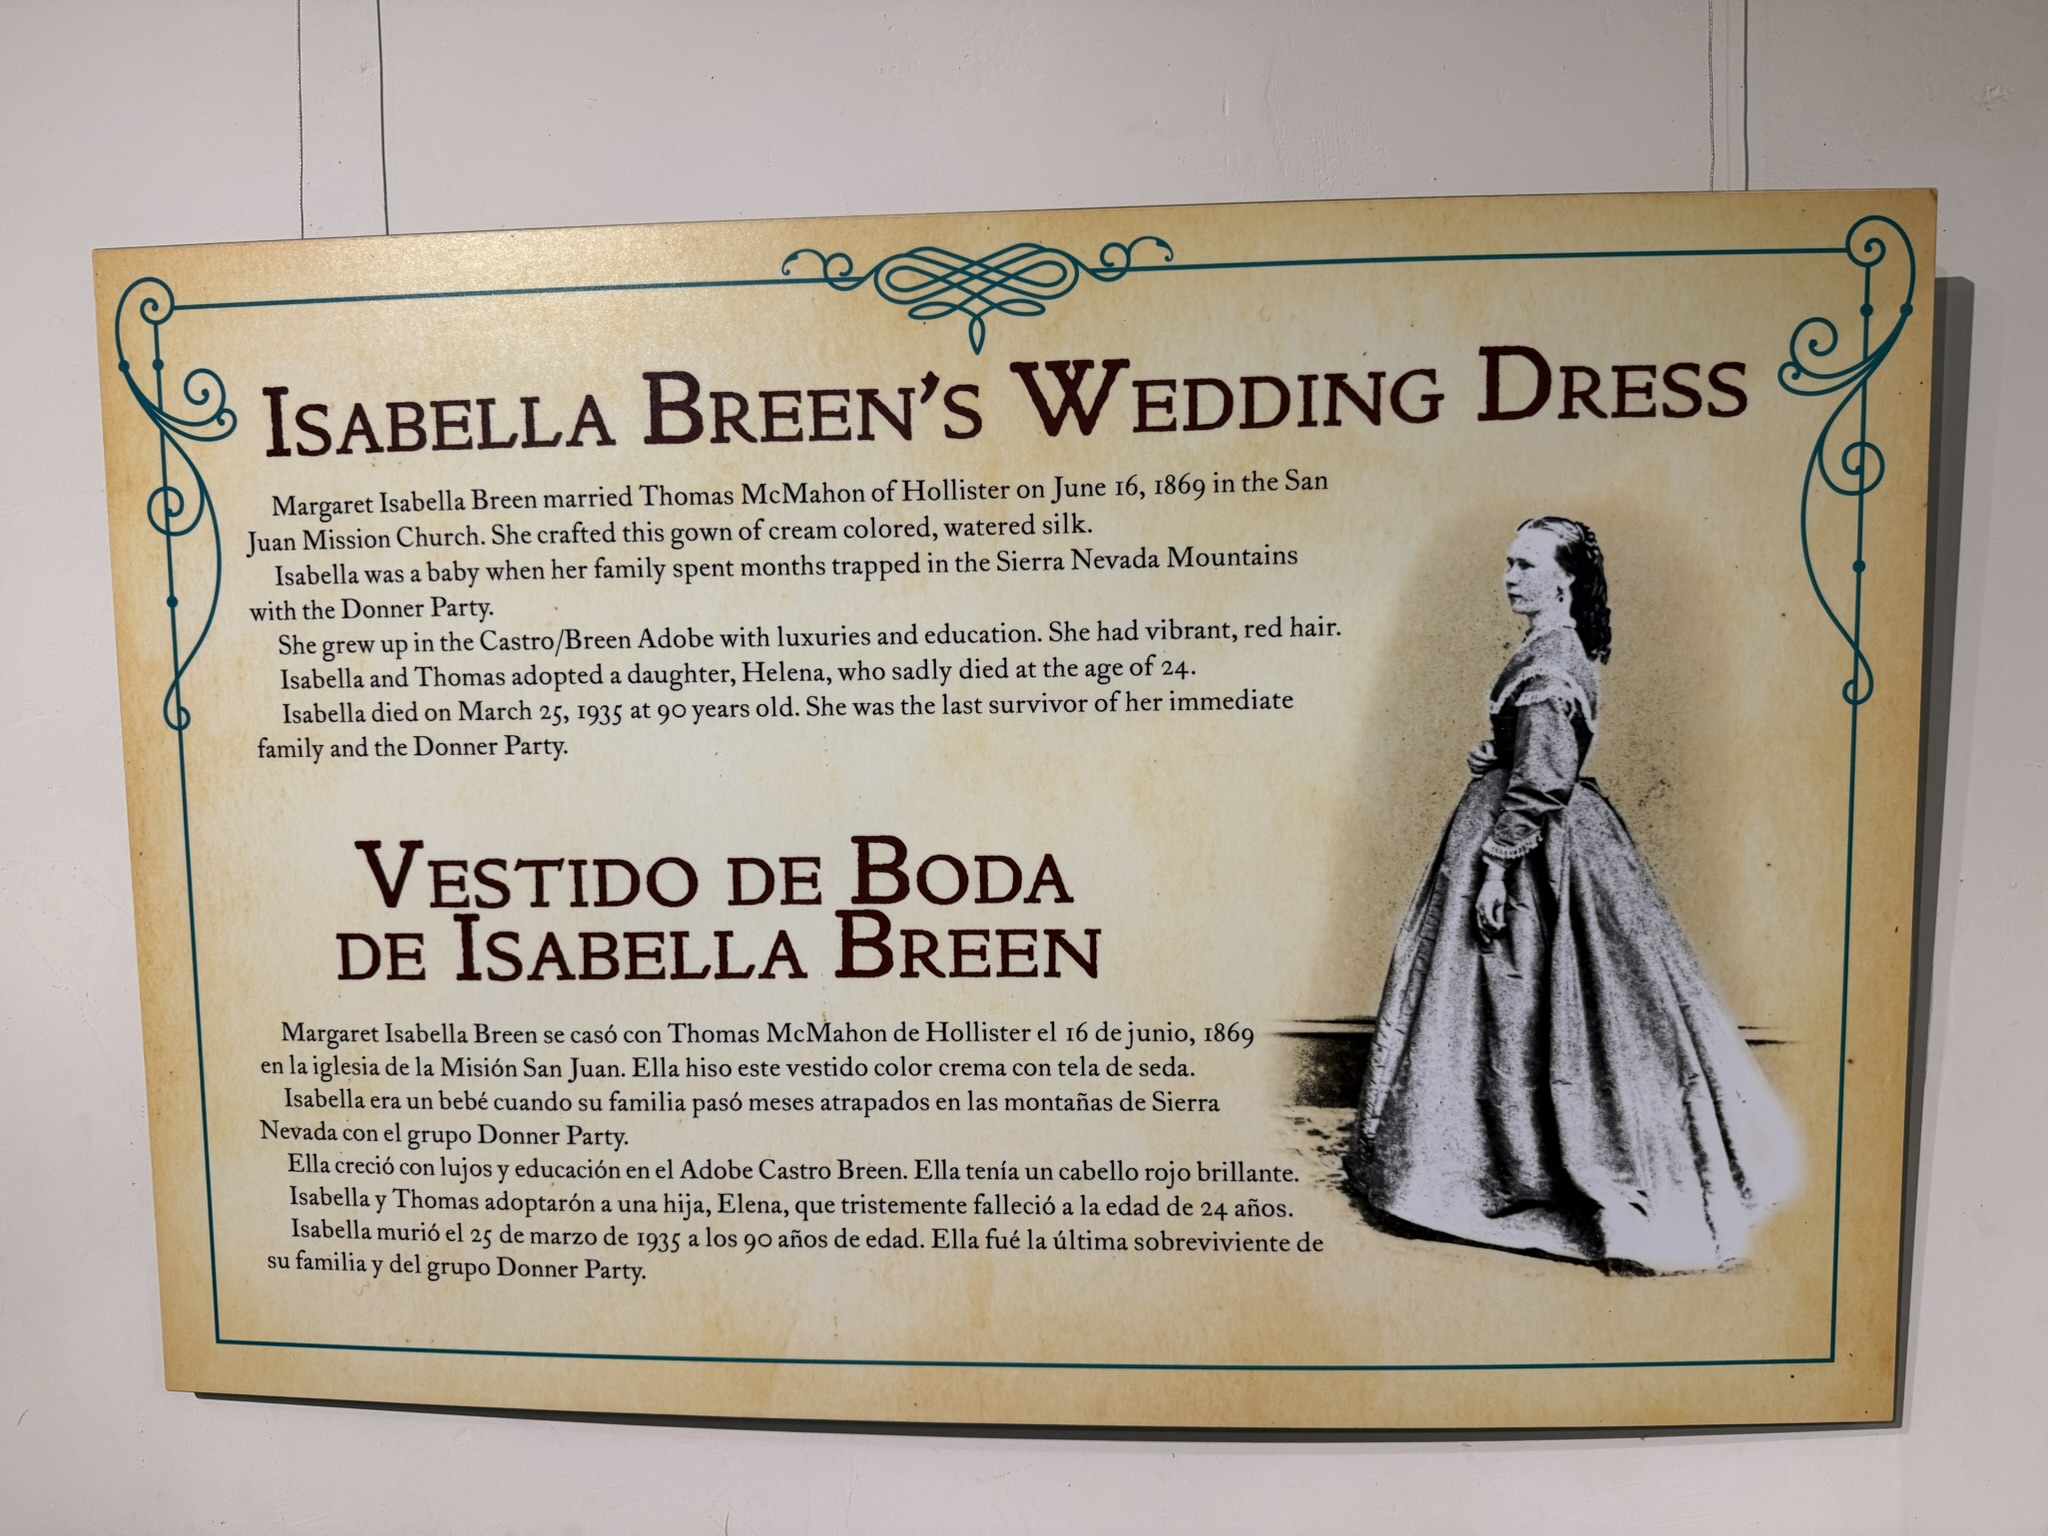 Isabella Breen's Wedding Dress
Margaret Isabella Breen married Thomas McMahon of Hollister on June 16, 1869 in the San
Juan Mission Church. She crafted this gown of cream colored, watered silk.
Isabella was a baby when her family spent months trapped in the Sierra Nevada Mountains
with the Donner Party.
She grew up in the Castro/Breen Adobe with luxuries and education. She had vibrant, red hair.
Isabella and Thomas adopted a daughter, Helena, who sadly died at the age of 24.
Isabella died on March 25, 1935 at 90 years old. She was the last survivor of her immediate
family and the Donner Party.
Vestido de Boda
de Isabella Breen
Margaret Isabella Breen se casó con Thomas McMahon de Hollister el 16 de junio, 1869
en la iglesia de la Misión San Juan. Ella hiso este vestido color crema con tela de seda.
Isabella era un bebé cuando su familia pasó meses atrapados en las montañas de Sierra
Nevada con el grupo Donner Party.
Ella creció con lujos y educación en el Adobe Castro Breen. Ella tenía un cabello rojo brillante.
Isabella y Thomas adoptarón a una hija, Elena, que tristemente falleció a la edad de 24 años.
Isabella murió el 25 de marzo de 1935 a los 90 años de edad. Ella fué la última sobreviviente de
su familia y del grupo Donner Party.